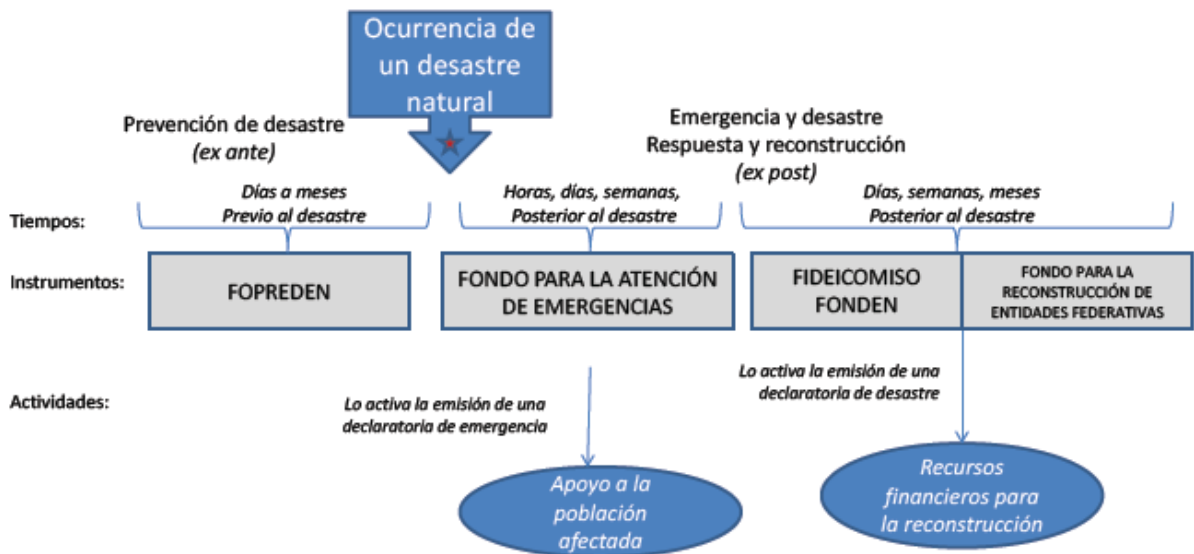 Ocurrencia de
un desastre
natural
Prevención de desastre
(ex ante)
Emergencia y desastre
Respuesta y reconstrucción
(ex post)
Tiempos:
Días a meses
Previo al desastre
Horas, días, semanas,
Posterior al desastre
Días, semanas, meses
Posterior al desastre
Instrumentos:
FOPREDEN
FONDO PARA LA ATENCIÓN
DE EMERGENCIAS
FIDEICOMISO
FONDEN
FONDO PARA LA
RECONSTRUCCIÓN DE
ENTIDADES FEDERATIVAS
Actividades:
Lo activa la emisión de una
declaratoria de emergencia
Lo activa la emisión de una
declaratoria de desastre
Apoyo a la
población
afectada
Recursos
financieros para
la reconstrucción